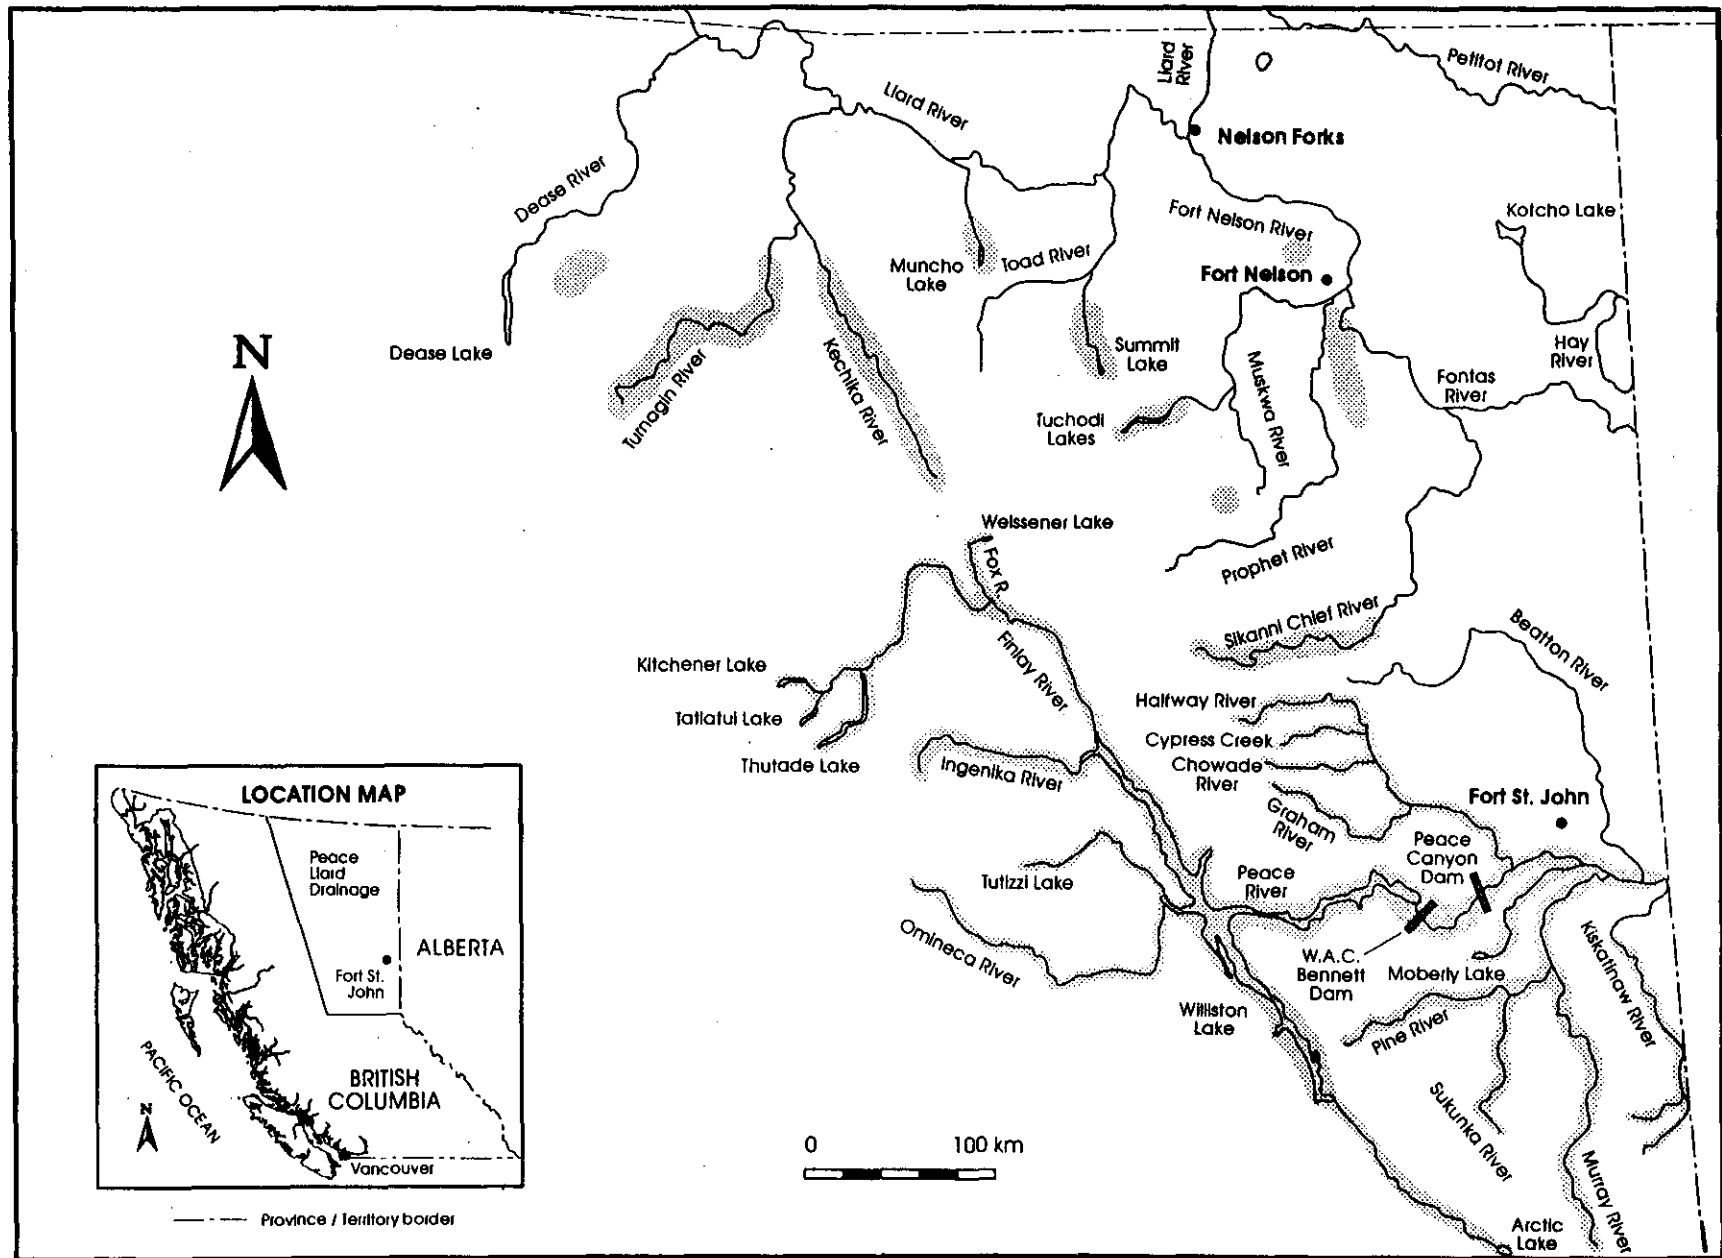 Liard
River
Petitot River
Liard River
Nelson Forks
Dease River
Fort Nelson River
Kotcho Lake
Muncho
Lake
Toad River
Fort Nelson
N
Dease Lake
Turnagin River
Kechika River
Summit
Lake
Muskwa River
Hay
River
Fontas
River
Tuchodi
Lakes
Weissener Lake
Fox R.
Prophet River
Sikanni Chief River
Beatton River
Finlay River
Kitchener Lake
Tatlatui Lake
Thutade Lake
Halfway River
Cypress Creek
Chowade
River
Ingenika River
Graham
River
Fort St. John
Peace
Canyon
Dam
Peace
River
Tutizzi Lake
Omineca River
W.A.C.
Bennett
Dam
Moberly Lake
Kiskatinaw River
Williston
Lake
Pine River
Sukunka River
Murray River
Arctic
Lake
0 100 km
LOCATION MAP
Peace
Liard
Drainage
ALBERTA
Fort St.
John
PACIFIC OCEAN
BRITISH
COLUMBIA
N
Vancouver
Province / Territory border